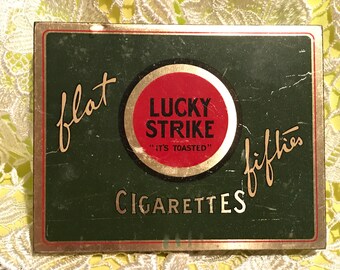 flat
LUCKY
STRIKE
"IT'S TOASTED"
fifties
CIGARETTES